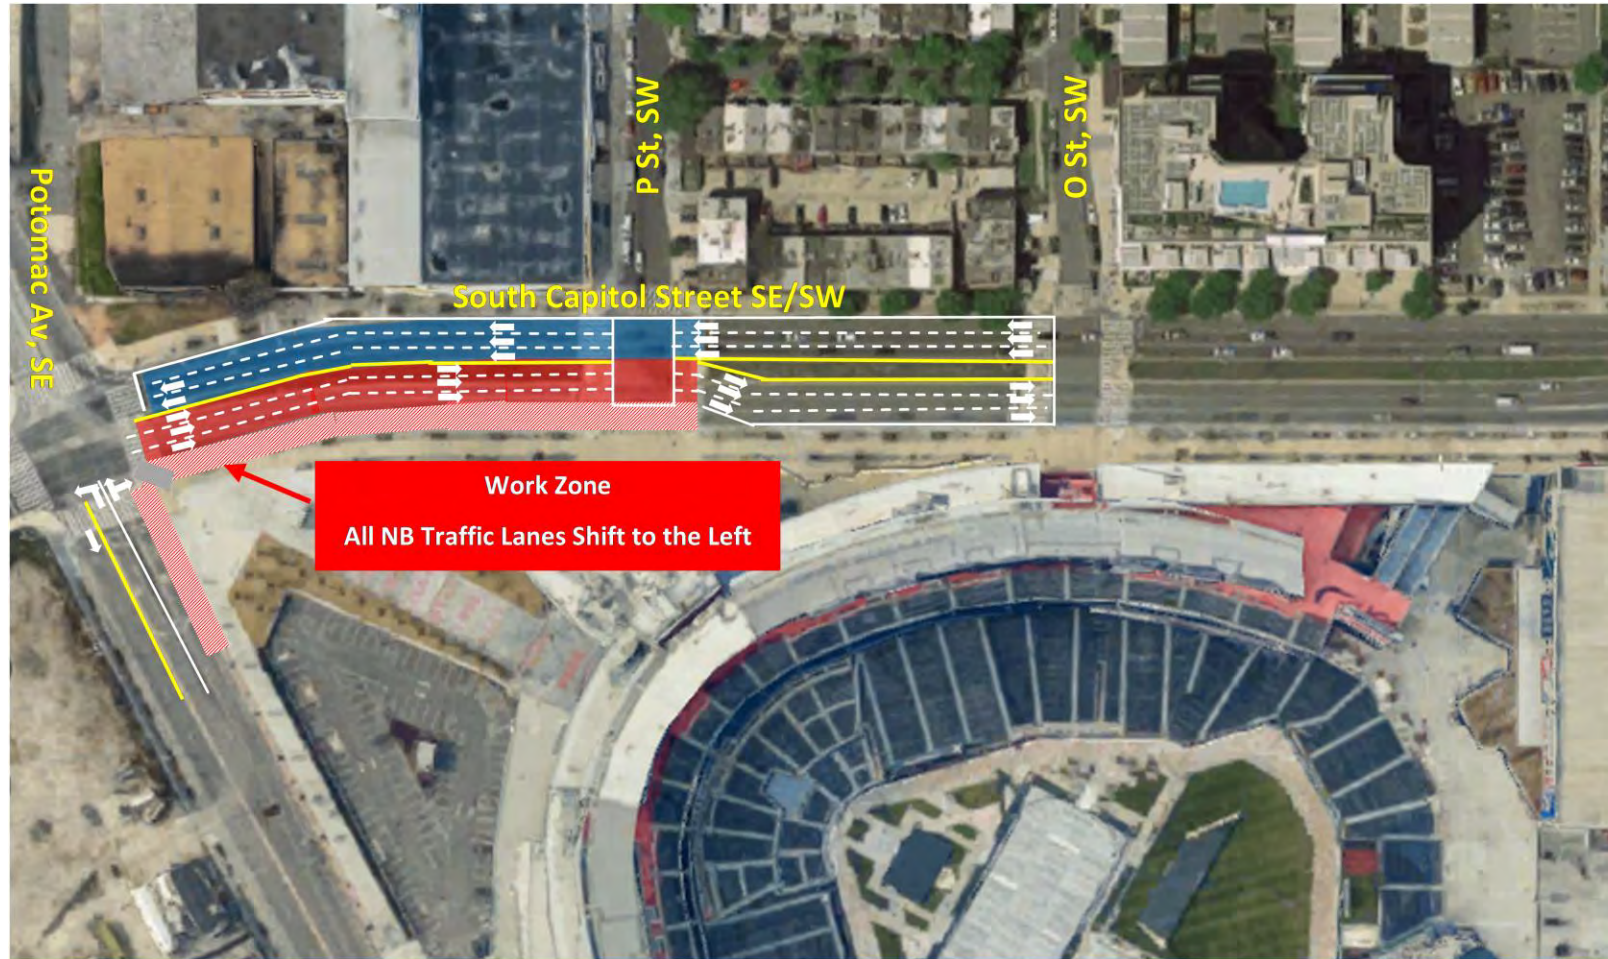 P St, SW
O St, SW
Potomac Av, SE
South Capitol Street SE/SW
Work Zone
All NB Traffic Lanes Shift to the Left